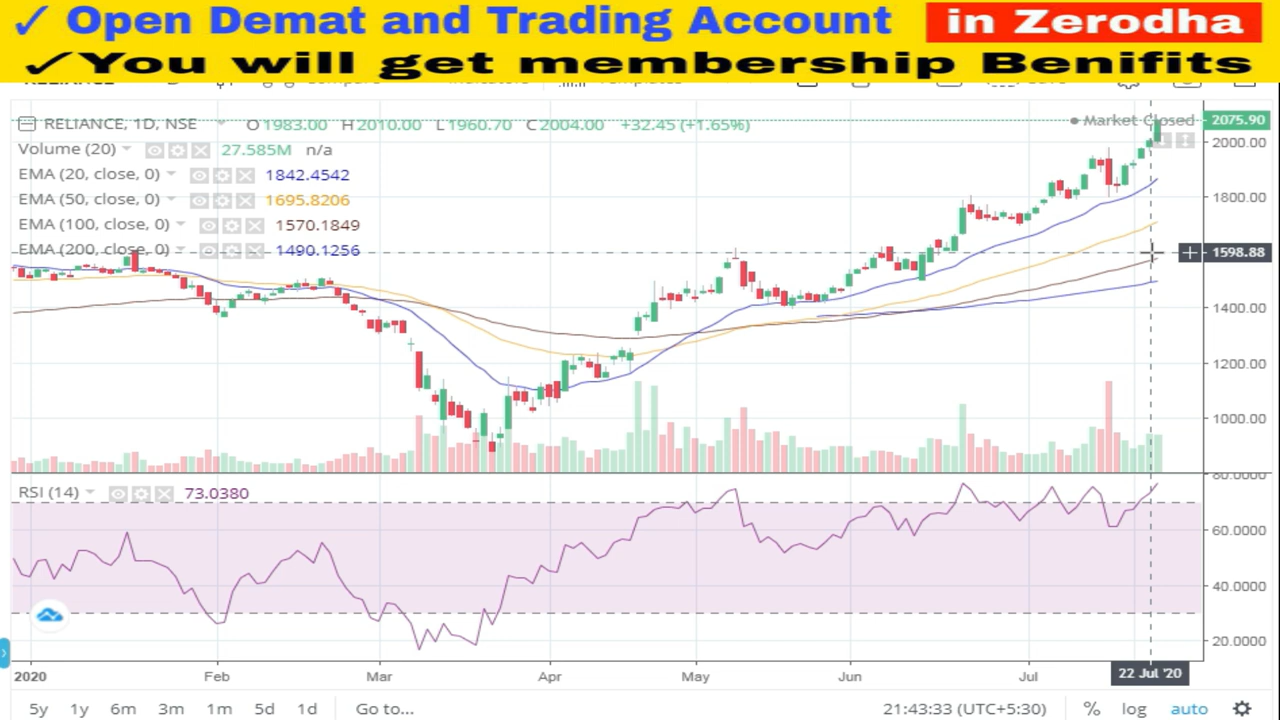 ✓ Open Demat and Trading Account in Zerodha
✓You will get membership Benifits
RELIANCE, 1D, NSE O1983.00 H2010.00 L1960.70 C2004.00 +32.45 (+1.65%)
Market Closed
2075.90
Volume (20) 27.585M n/a
2000.00
EMA (20, close, 0) 1842.4542
EMA (50, close, 0) 1695.8206
1800.00
EMA (100, close, 0) 1570.1849
EMA (200, close, 0) 1490.1256
1598.88
1400.00
1200.00
1000.00
80.0000
RSI (14) 73.0380
60.0000
40.0000
20.0000
2020 Feb Mar Apr May Jun Jul 22 Jul '20
5y 1y 6m 3m 1m 5d 1d Go to... 21:43:33 (UTC+5:30) % log auto